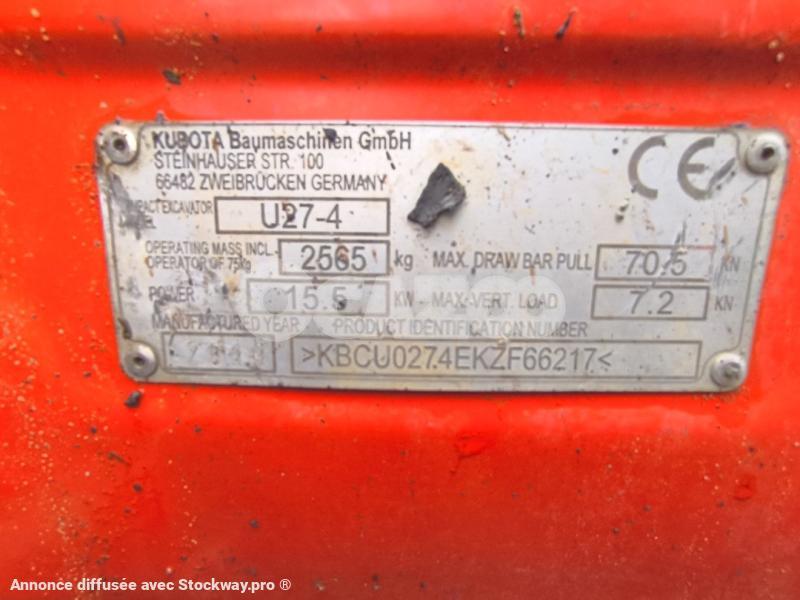 KUBOTA Baumaschinen GmbH
STEINHAUSER STR. 100
66482 ZWEIBRÜCKEN GERMANY
CE
EXCAVATOR
U27-4
OPERATING MASS INCL.
OPERATOR OF 75kg
2565 kg MAX. DRAW BAR PULL 70.5 KN
POWER 15.5 KW MAX. VERT. LOAD 7.2 KN
MANUFACTURED YEAR PRODUCT IDENTIFICATION NUMBER
>KBCU0274EKZF66217<
Annonce diffusée avec Stockway.pro ®